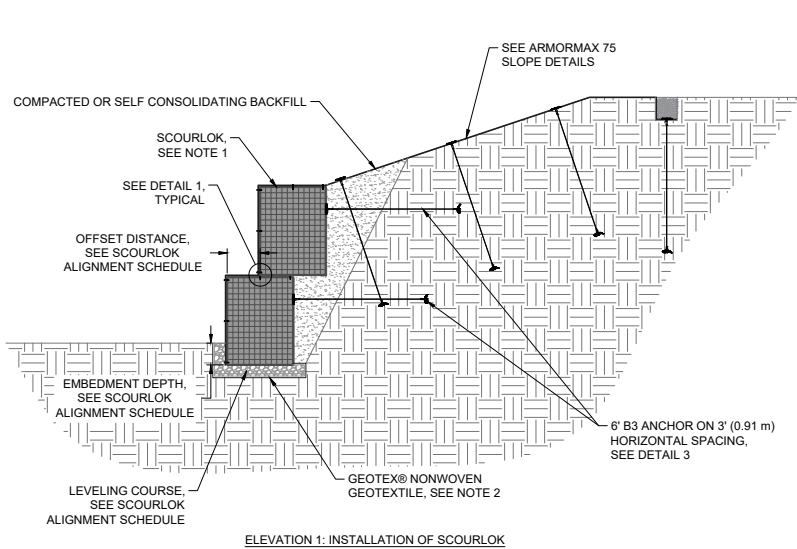 SEE ARMORMAX 75
SLOPE DETAILS
COMPACTED OR SELF CONSOLIDATING BACKFILL
SCOURLOK,
SEE NOTE 1
SEE DETAIL 1,
TYPICAL
OFFSET DISTANCE,
SEE SCOURLOK
ALIGNMENT SCHEDULE
EMBEDMENT DEPTH,
SEE SCOURLOK
ALIGNMENT SCHEDULE
6' B3 ANCHOR ON 3' (0.91 m)
HORIZONTAL SPACING,
SEE DETAIL 3
GEOTEX® NONWOVEN
GEOTEXTILE, SEE NOTE 2
LEVELING COURSE,
SEE SCOURLOK
ALIGNMENT SCHEDULE
ELEVATION 1: INSTALLATION OF SCOURLOK